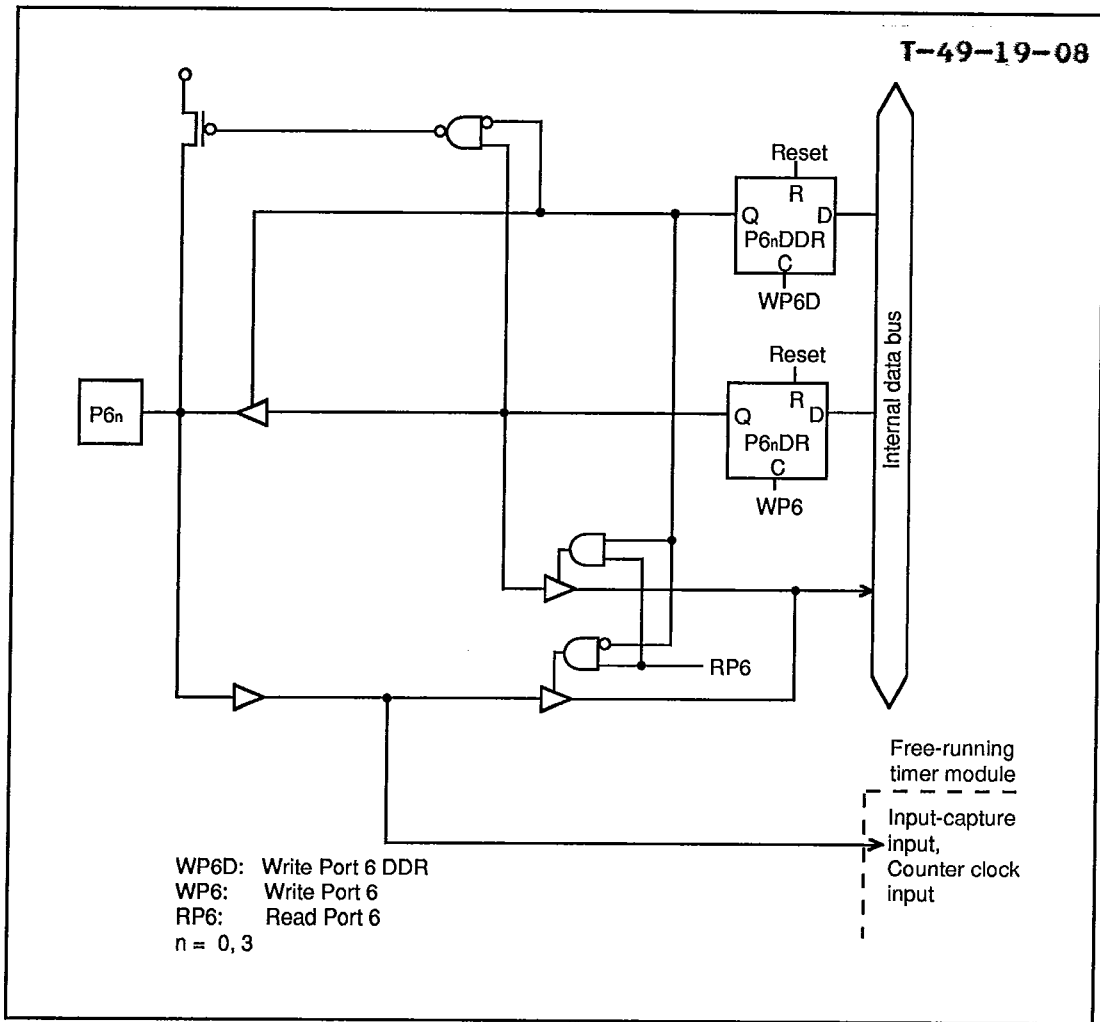 T-49-19-08
Reset
R
Q
D
P6nDDR
C
WP6D
Reset
R
Q
D
P6nDR
C
WP6
P6n
Internal data bus
RP6
Free-running
timer module
Input-capture
input,
Counter clock
input
WP6D: Write Port 6 DDR
WP6: Write Port 6
RP6: Read Port 6
n = 0, 3